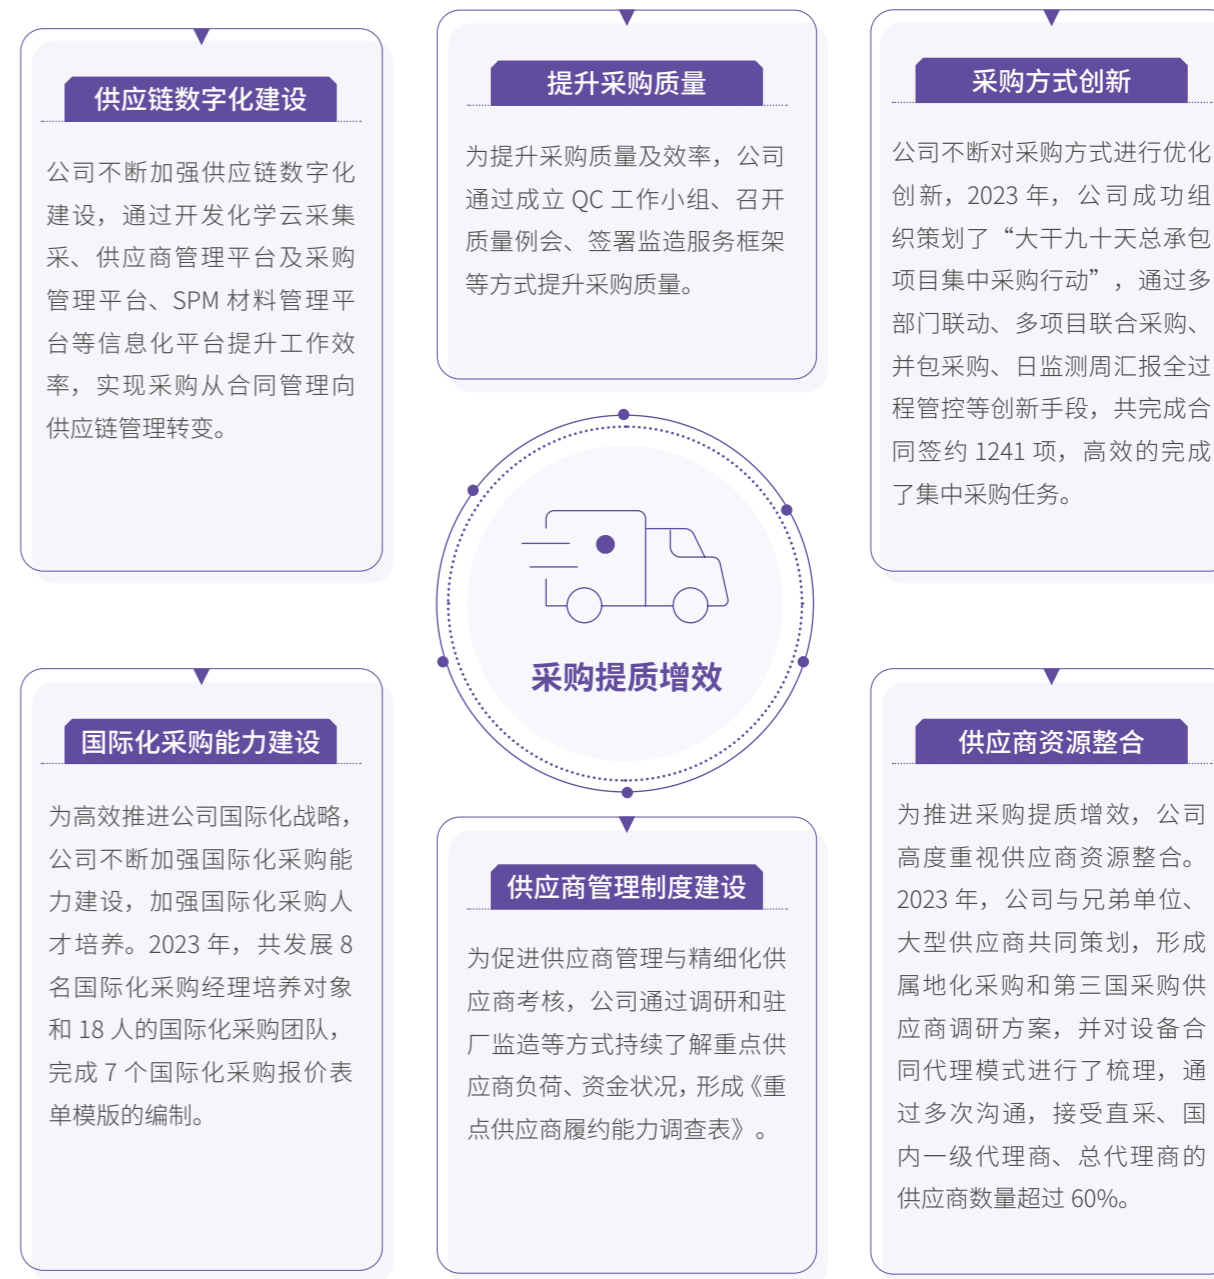 供应链数字化建设
公司不断加强供应链数字化
建设，通过开发化学云采集
采、供应商管理平台及采购
管理平台、SPM 材料管理平
台等信息化平台提升工作效
率，实现采购从合同管理向
供应链管理转变。
提升采购质量
为提升采购质量及效率，公司
通过成立 QC 工作小组、召开
质量例会、签署监造服务框架
等方式提升采购质量。
采购方式创新
公司不断对采购方式进行优化
创新，2023 年，公司成功组
织策划了“大干九十天总承包
项目集中采购行动”，通过多
部门联动、多项目联合采购、
并包采购、日监测周汇报全过
程管控等创新手段，共完成合
同签约 1241 项，高效的完成
了集中采购任务。
采购提质增效
国际化采购能力建设
为高效推进公司国际化战略，
公司不断加强国际化采购能
力建设，加强国际化采购人
才培养。2023 年，共发展 8
名国际化采购经理培养对象
和 18 人的国际化采购团队，
完成 7 个国际化采购报价表
单模版的编制。
供应商管理制度建设
为促进供应商管理与精细化供
应商考核，公司通过调研和驻
厂监造等方式持续了解重点供
应商负荷、资金状况，形成《重
点供应商履约能力调查表》。
供应商资源整合
为推进采购提质增效，公司
高度重视供应商资源整合。
2023 年，公司与兄弟单位、
大型供应商共同策划，形成
属地化采购和第三国采购供
应商调研方案，并对设备合
同代理模式进行了梳理，通
过多次沟通，接受直采、国
内一级代理商、总代理商的
供应商数量超过 60%。